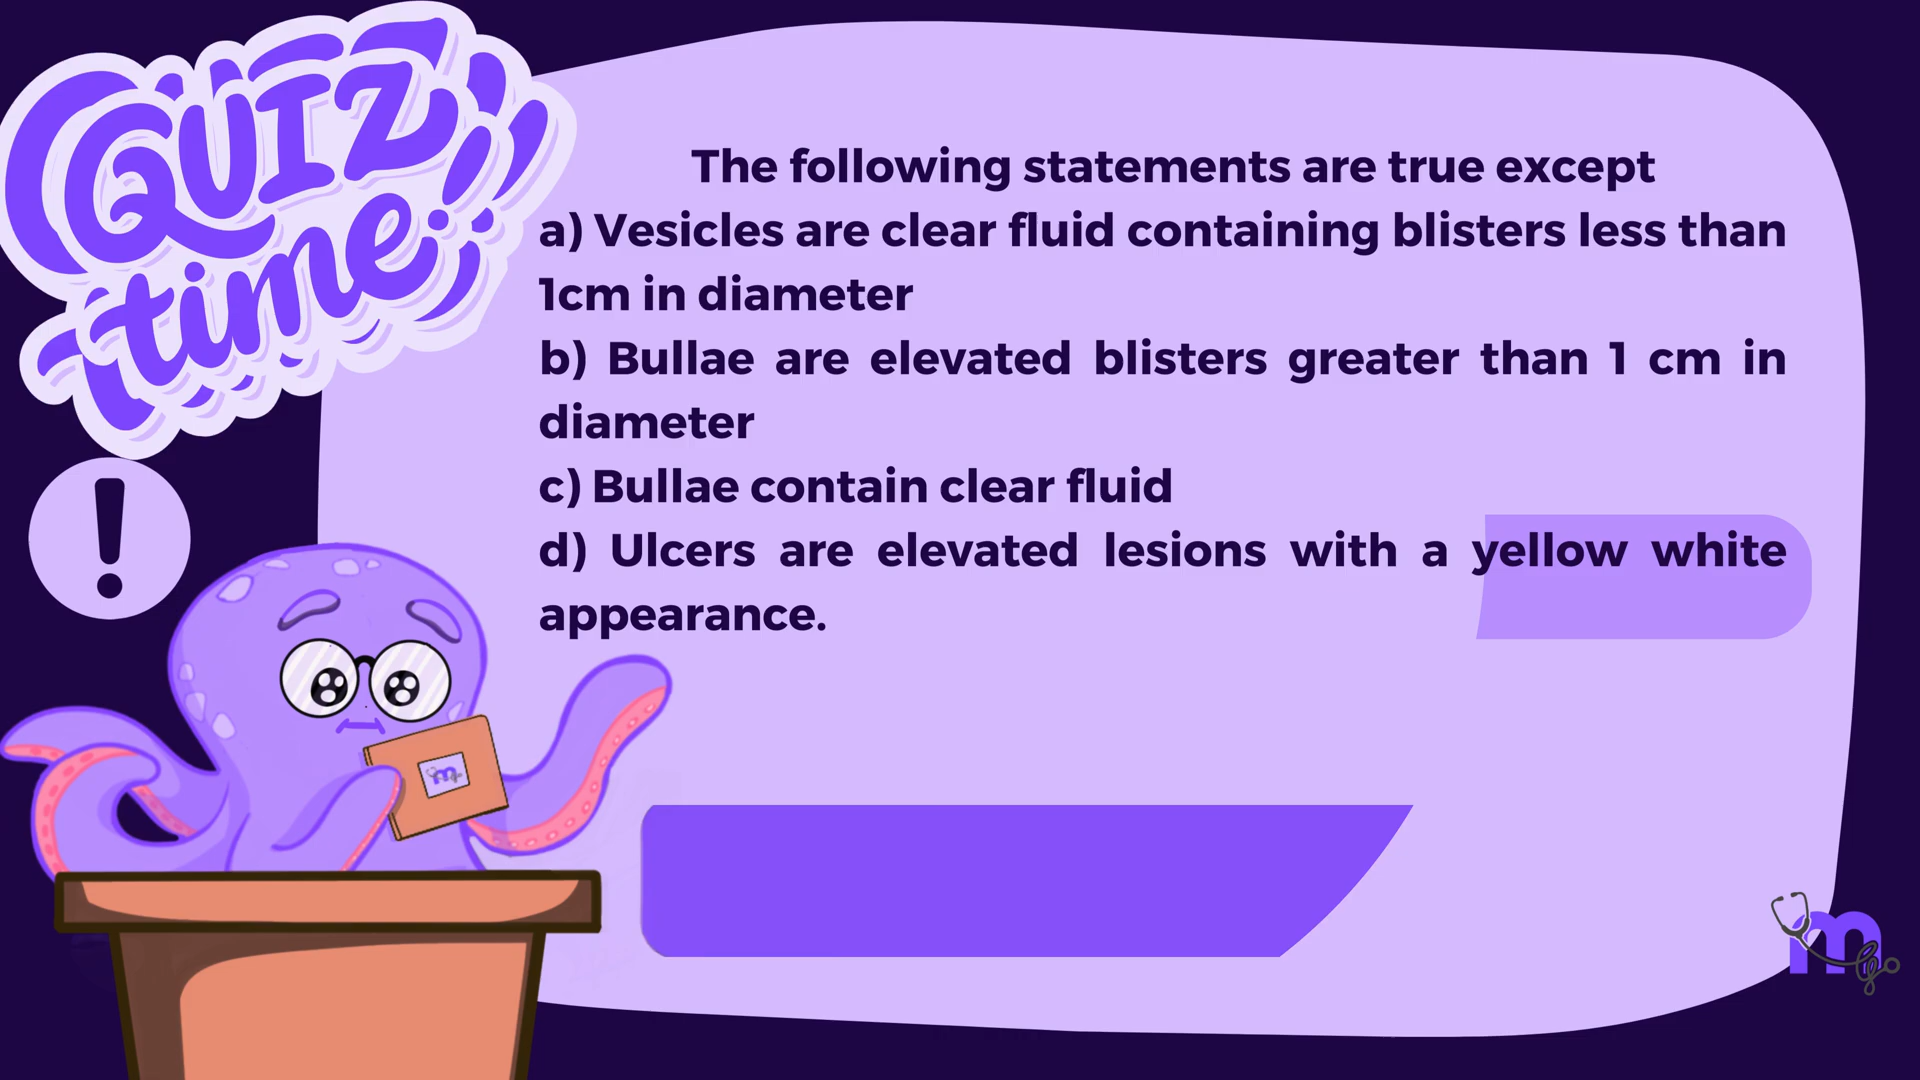 QUIZ
time!
The following statements are true except
a) Vesicles are clear fluid containing blisters less than
1cm in diameter
b) Bullae are elevated blisters greater than 1 cm in
diameter
c) Bullae contain clear fluid
d) Ulcers are elevated lesions with a yellow white
appearance.
!
m
go